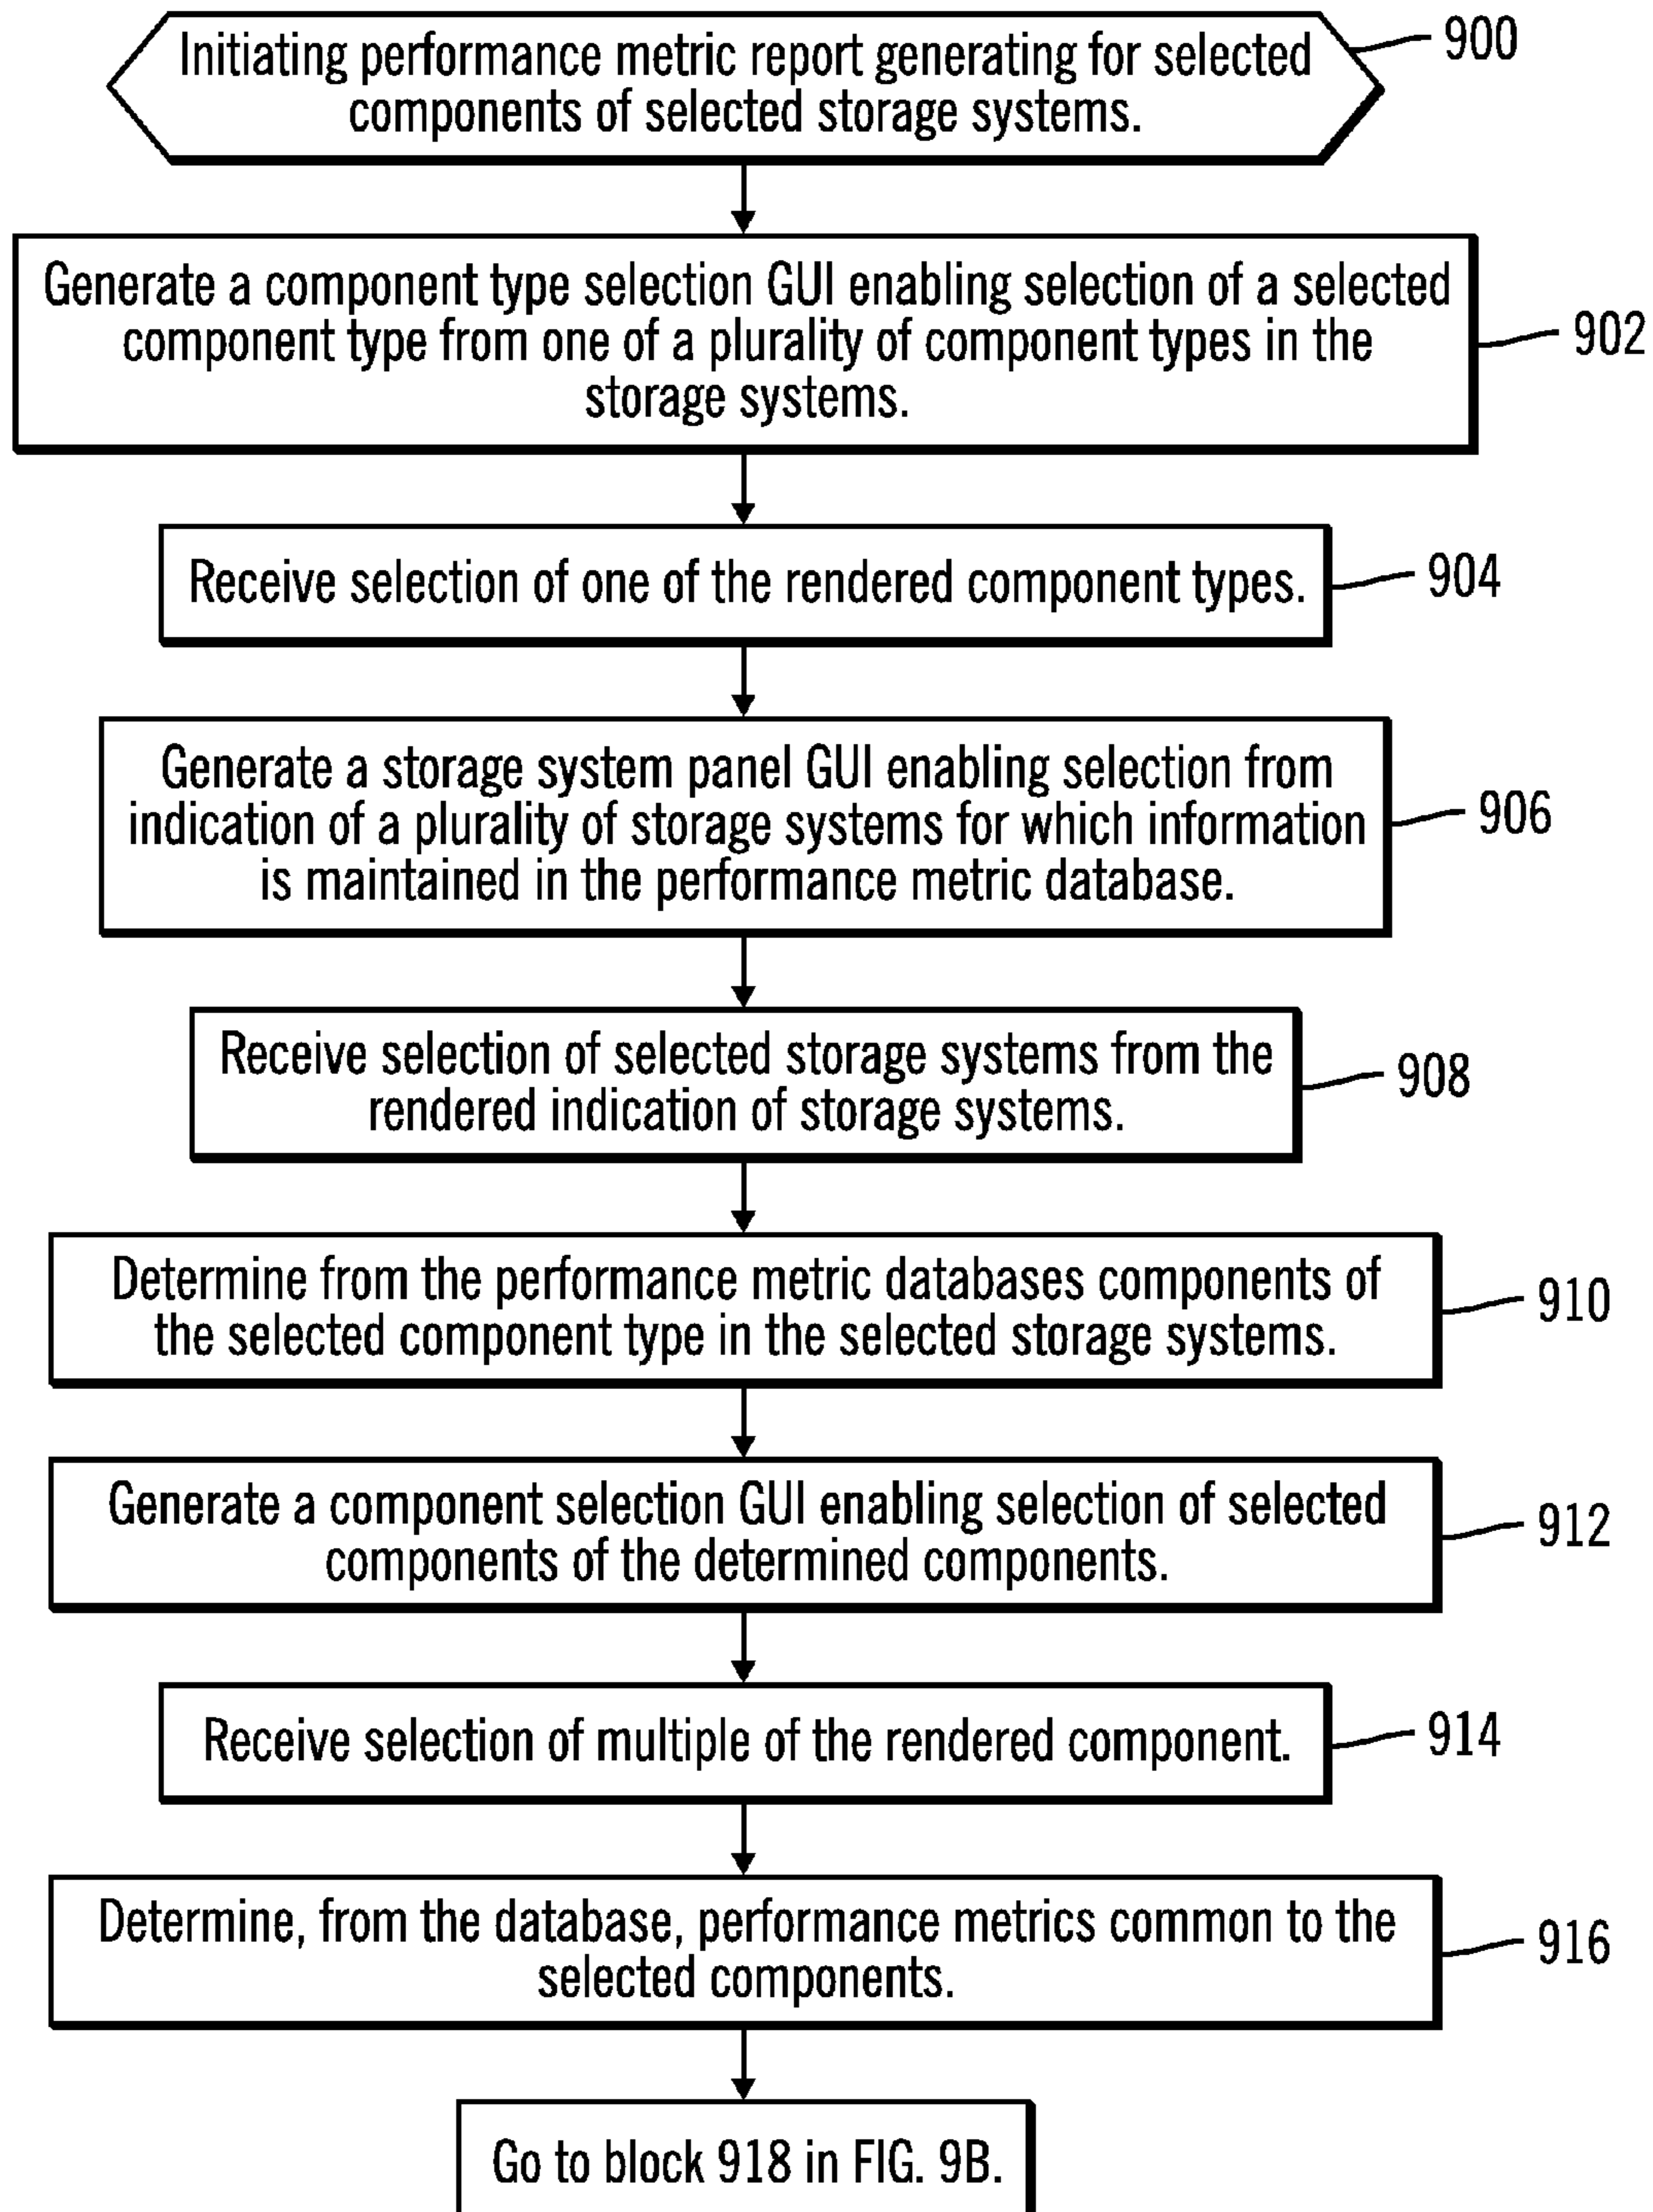 Initiating performance metric report generating for selected
components of selected storage systems.
900
Generate a component type selection GUI enabling selection of a selected
component type from one of a plurality of component types in the
storage systems.
902
Receive selection of one of the rendered component types.
904
Generate a storage system panel GUI enabling selection from
indication of a plurality of storage systems for which information
is maintained in the performance metric database.
906
Receive selection of selected storage systems from the
rendered indication of storage systems.
908
Determine from the performance metric databases components of
the selected component type in the selected storage systems.
910
Generate a component selection GUI enabling selection of selected
components of the determined components.
912
Receive selection of multiple of the rendered component.
914
Determine, from the database, performance metrics common to the
selected components.
916
Go to block 918 in FIG. 9B.